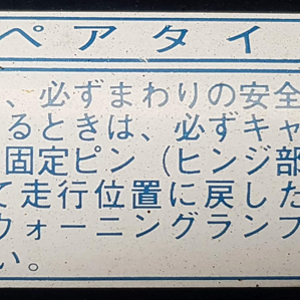 ペアタイ
、必ずまわりの安全
るときは、必ずキャ
固定ピン（ヒンジ部
て走行位置に戻した
ウォーニングランプ
い。